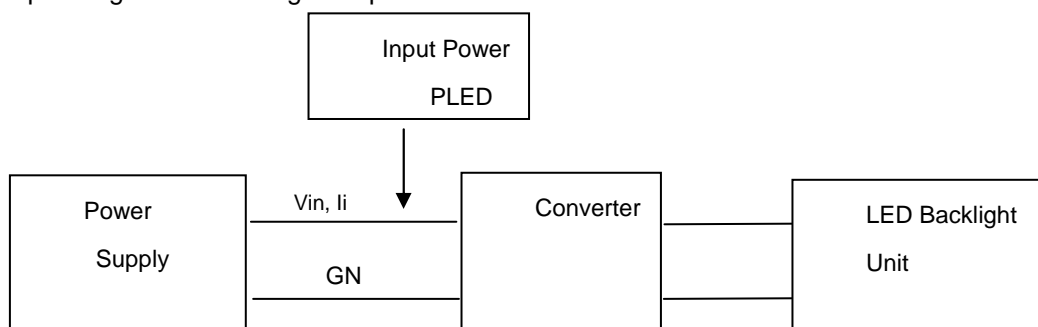 Input Power
PLED
Power
Supply
Vin, Ii
GN
Converter
LED Backlight
Unit